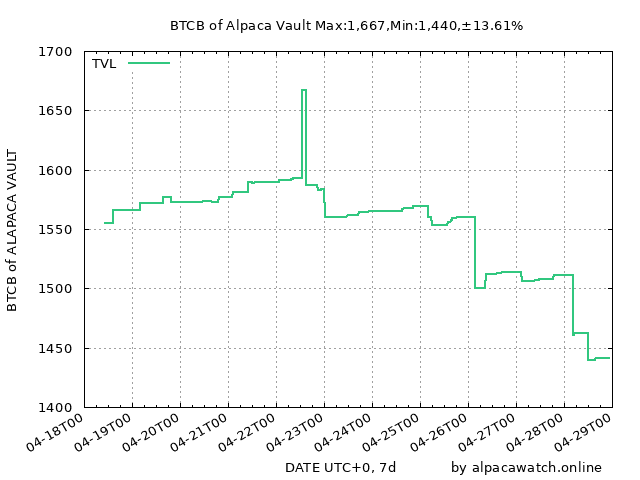 BTCB of Alpaca Vault Max:1,667,Min:1,440,±13.61%
TVL
1700
1650
1600
1550
1500
1450
1400
BTCB of ALAPACA VAULT
04-18T00
04-19T00
04-20T00
04-21T00
04-22T00
04-23T00
04-24T00
04-25T00
04-26T00
04-27T00
04-28T00
04-29T00
DATE UTC+0, 7d
by alpacawatch.online